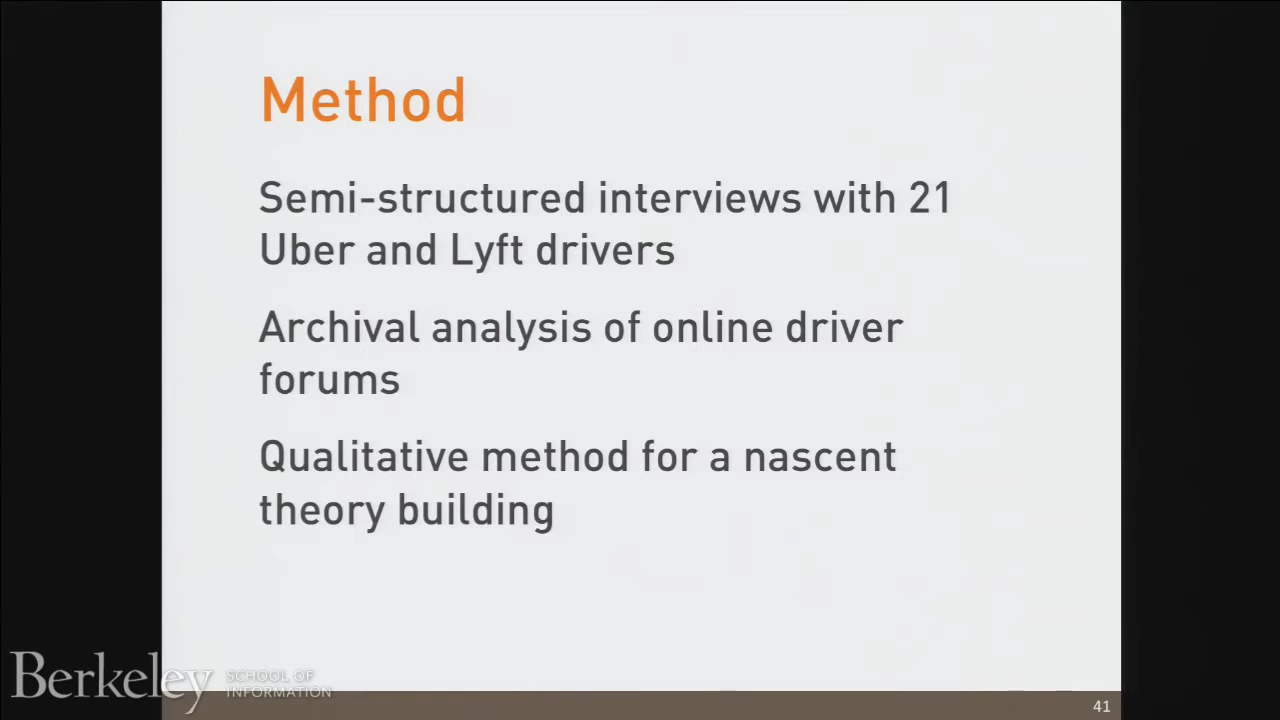 Method
Semi-structured interviews with 21
Uber and Lyft drivers
Archival analysis of online driver
forums
Qualitative method for a nascent
theory building
Berkeley
SCHOOL OF
INFORMATION
41